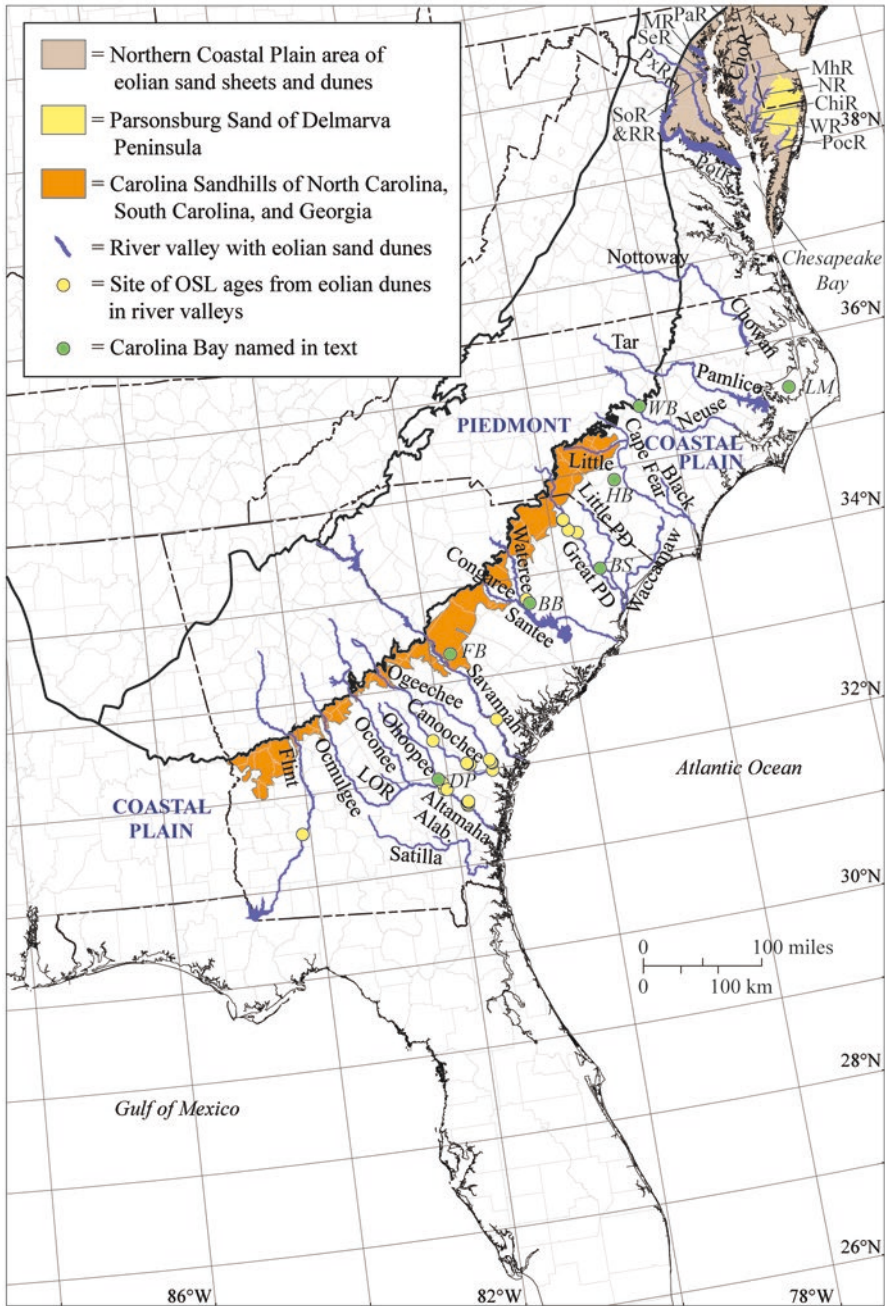 = Northern Coastal Plain area of
eolian sand sheets and dunes
= Parsonsburg Sand of Delmarva
Peninsula
= Carolina Sandhills of North Carolina,
South Carolina, and Georgia
= River valley with eolian sand dunes
= Site of OSL ages from eolian dunes
in river valleys
= Carolina Bay named in text
MR
PaR
SeR
PxR
ChoR
MhR
NR
ChiR
WR
PocR
SoR
&RR
PotR
38°N
Chesapeake
Bay
Nottoway
Chowan
36°N
Tar
Pamlico
LM
WB
Neuse
PIEDMONT
COASTAL
PLAIN
Cape Fear
Little
HB
Black
34°N
Little PD
Great PD
BS
Waccamaw
Wateree
Congaree
BB
Santee
FB
Savannah
32°N
Ogeechee
Canoochee
Ohoopee
Oconee
Ocmulgee
Flint
LOR
DP
Altamaha
Alab.
Satilla
COASTAL
PLAIN
Atlantic Ocean
30°N
0 100 miles
0 100 km
28°N
Gulf of Mexico
26°N
86°W
82°W
78°W